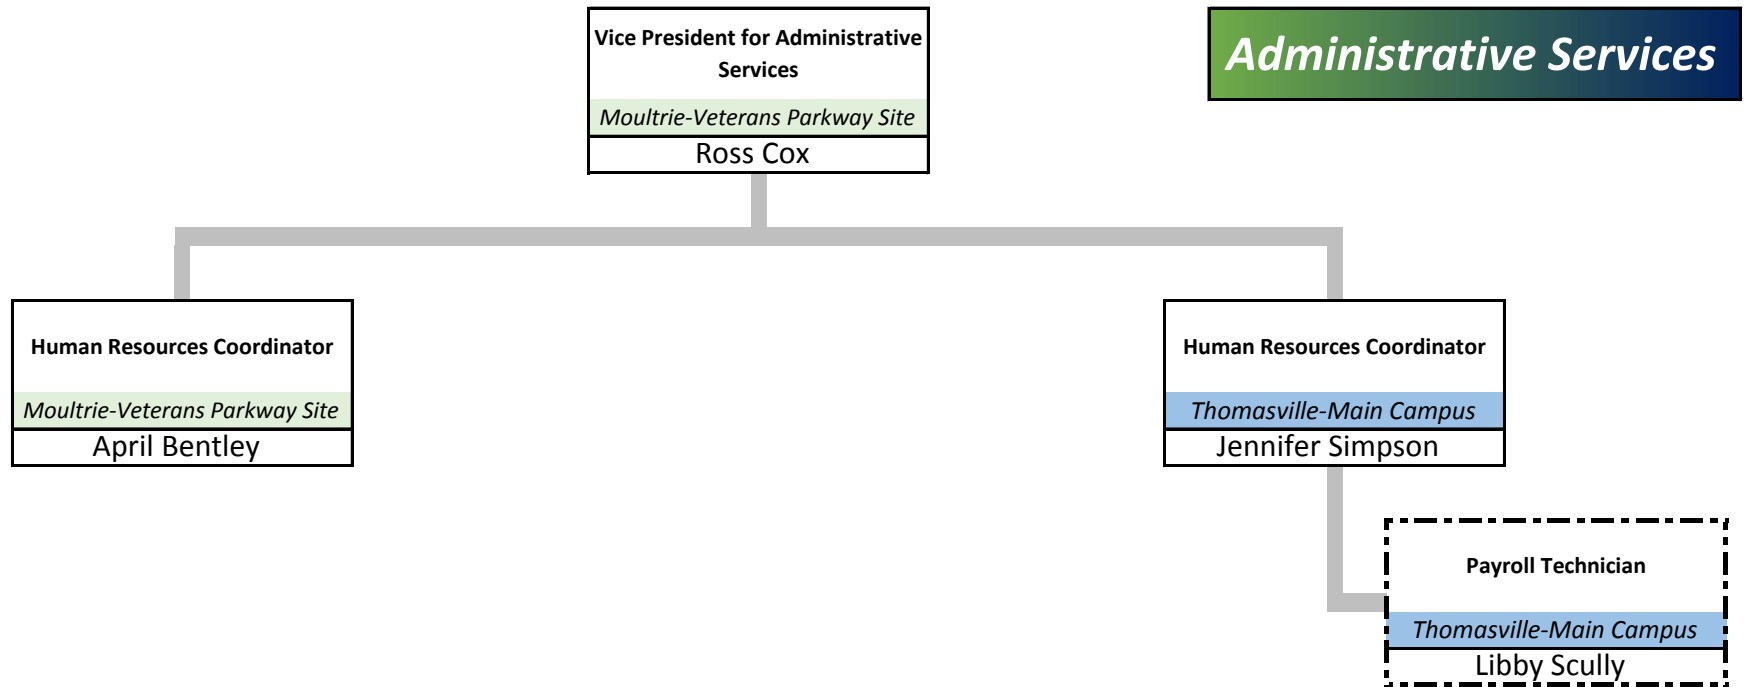 Vice President for Administrative
Services
Moultrie-Veterans Parkway Site
Ross Cox
Administrative Services
Human Resources Coordinator
Moultrie-Veterans Parkway Site
April Bentley
Human Resources Coordinator
Thomasville-Main Campus
Jennifer Simpson
Payroll Technician
Thomasville-Main Campus
Libby Scully